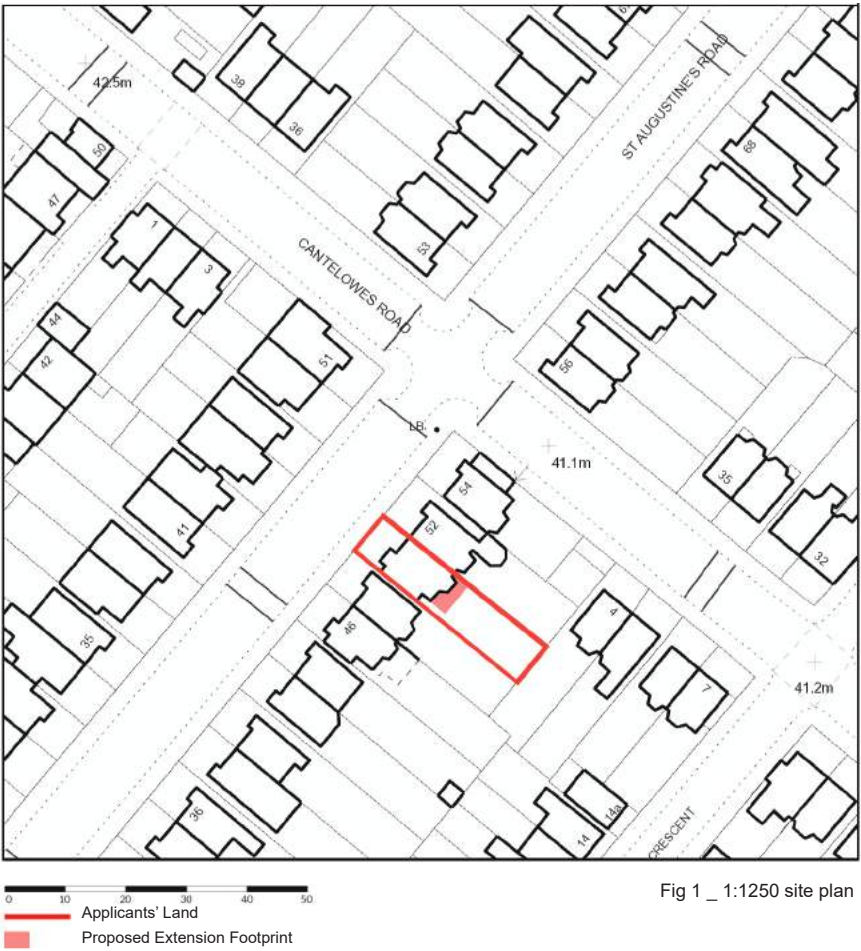 42.5m
38
36
50
47
1
3
44
42
53
CANTELOWES ROAD
ST AUGUSTINE'S ROAD
68
51
56
LB
41.1m
54
52
41
35
46
35
32
4
7
41.2m
36
14
14a
CRESCENT
0 10 20 30 40 50
Applicants' Land
Proposed Extension Footprint
Fig 1 _ 1:1250 site plan